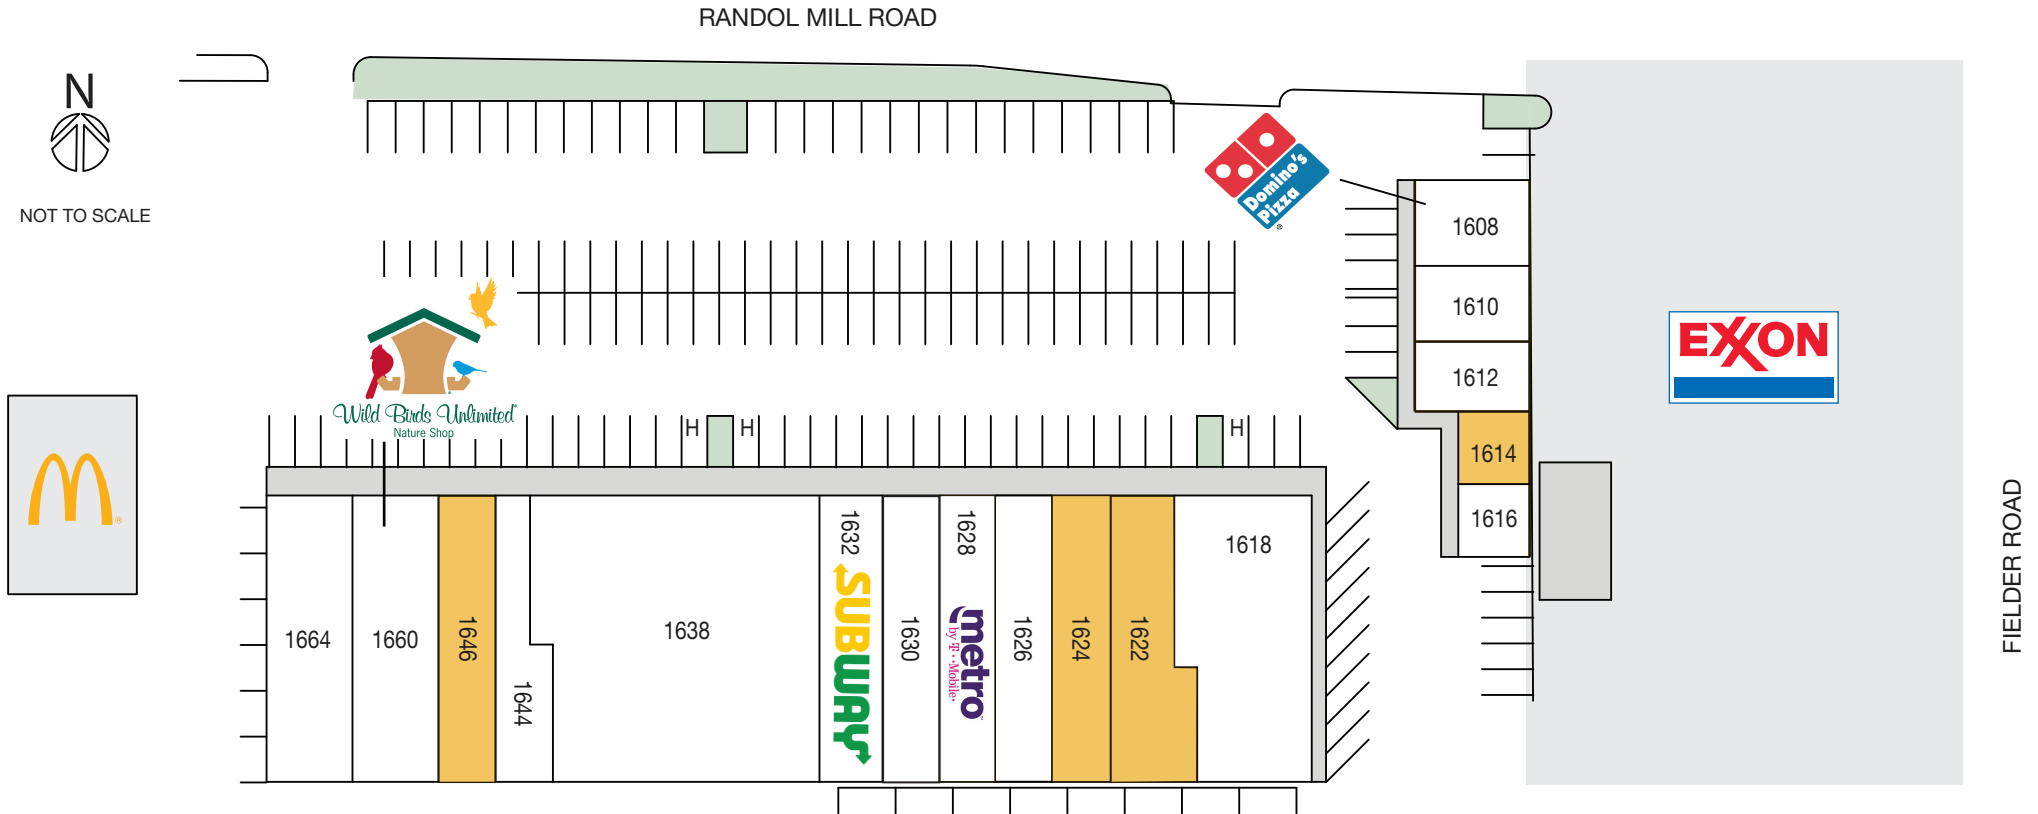 RANDOL MILL ROAD
N
NOT TO SCALE
Domino's
Pizza
®
1608
1610
1612
1614
1616
EXXON
FIELDER ROAD
Wild Birds Unlimited®
Nature Shop
H
H
H
®
1664
1660
1646
1644
1638
1632
SUBWAY
1630
1628
metro
by T··Mobile·
1626
1624
1622
1618